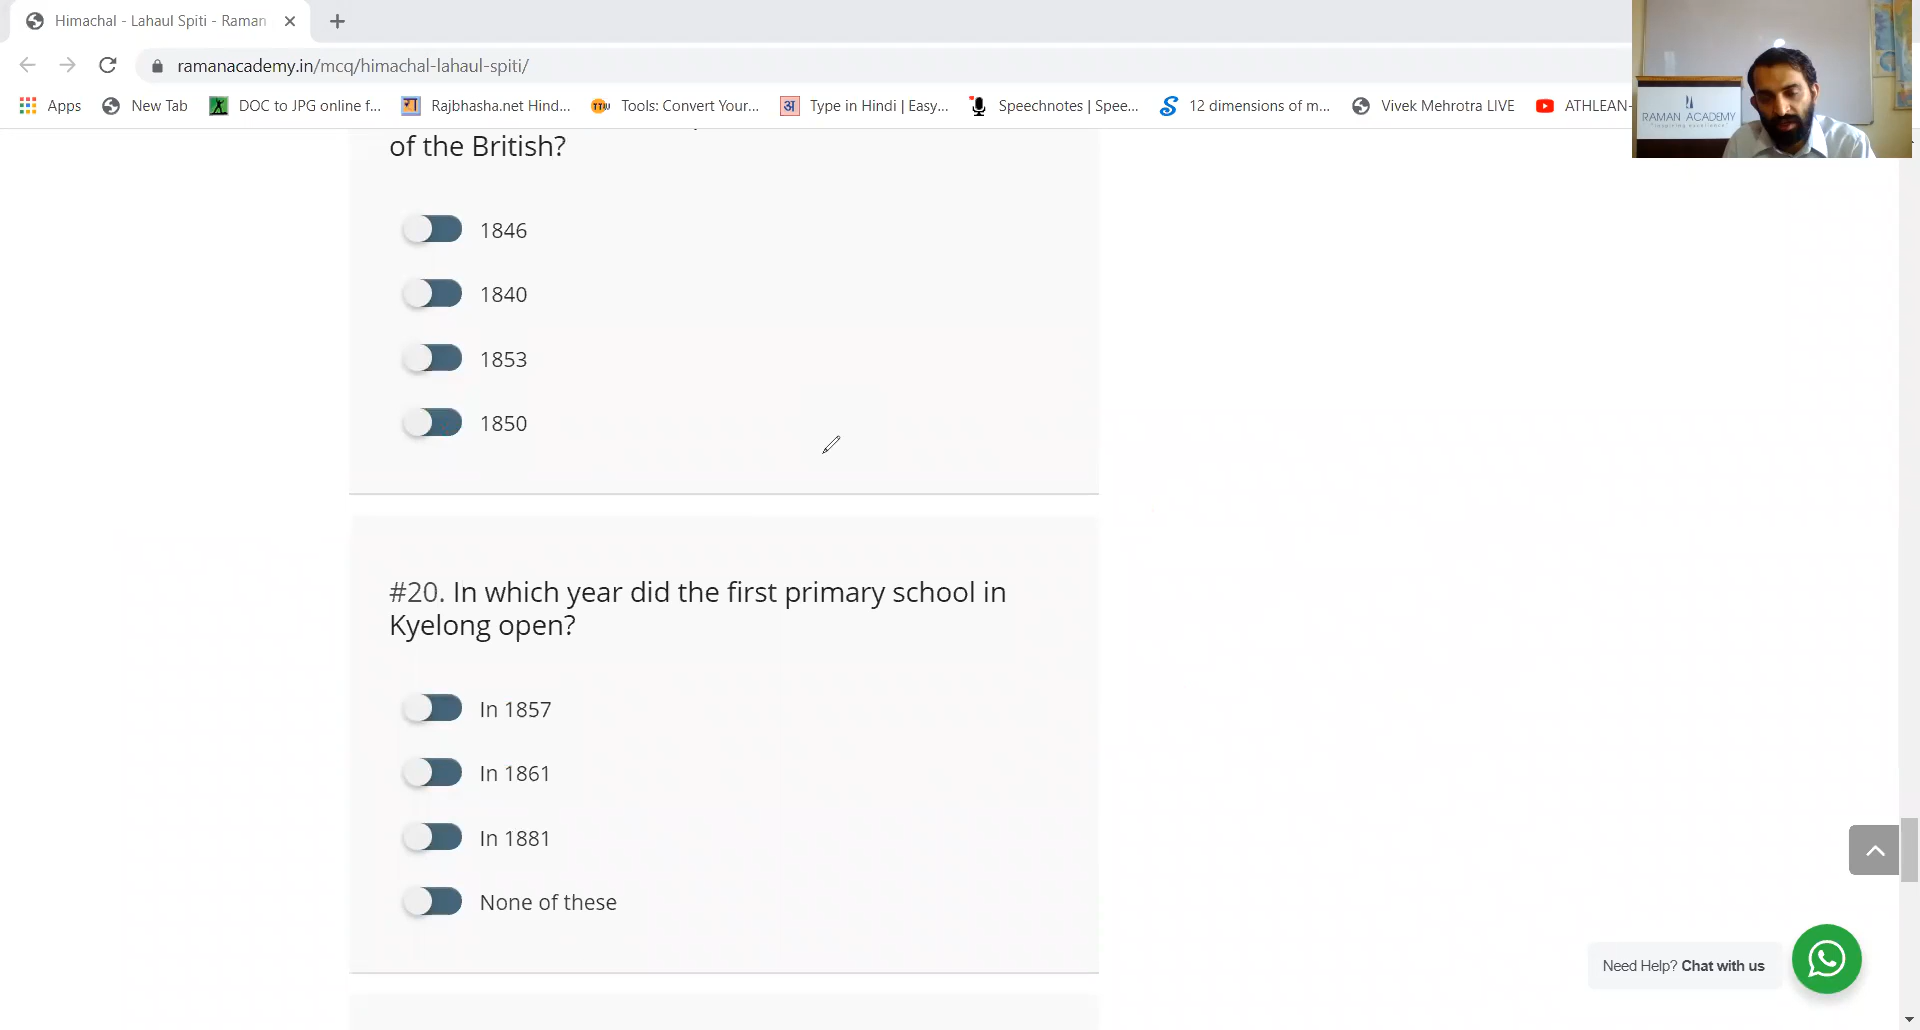 Himachal - Lahaul Spiti - Raman
ramanacademy.in/mcq/himachal-lahaul-spiti/
Apps New Tab DOC to JPG online f... Rajbhasha.net Hind... Tools: Convert Your... Type in Hindi | Easy... Speechnotes | Spee... 12 dimensions of m... Vivek Mehrotra LIVE ATHLEAN-
RAMAN ACADEMY
of the British?
1846
1840
1853
1850
#20. In which year did the first primary school in
Kyelong open?
In 1857
In 1861
In 1881
None of these
Need Help? Chat with us